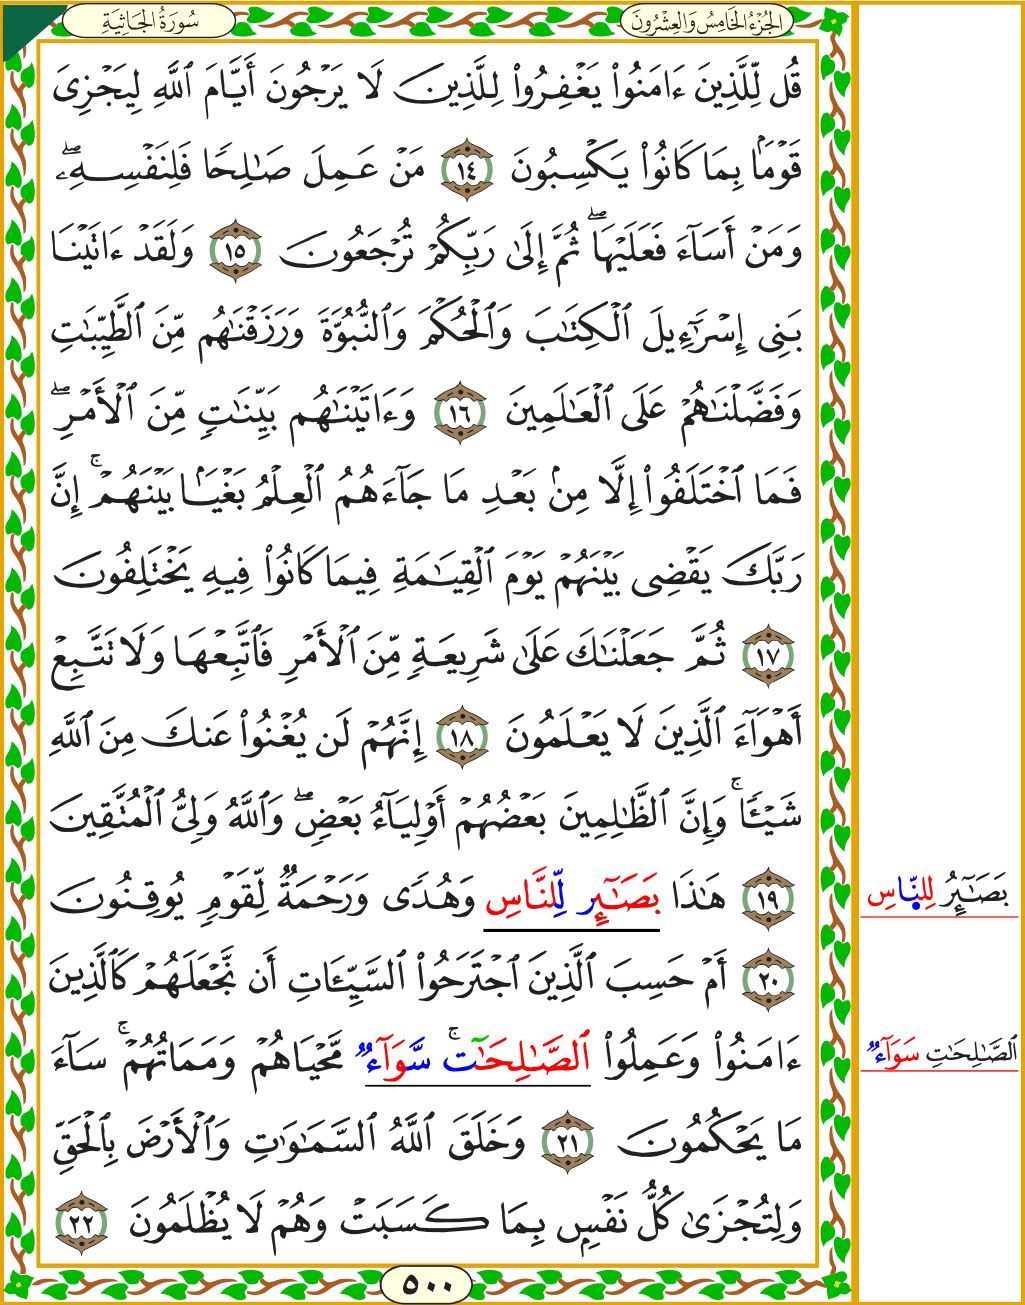 سُورَةُ الجَاثِيَةِ
الجُزْءُ الخَامِسُ وَالعِشْرُونَ
قُل لِّلَّذِينَ ءَامَنُوا۟ يَغْفِرُوا۟ لِلَّذِينَ لَا يَرْجُونَ أَيَّامَ ٱللَّهِ لِيَجْزِىَ
قَوْمَۢا بِمَا كَانُوا۟ يَكْسِبُونَ ١٤ مَنْ عَمِلَ صَـٰلِحًا فَلِنَفْسِهِۦۖ
وَمَنْ أَسَآءَ فَعَلَيْهَاۖ ثُمَّ إِلَىٰ رَبِّكُمْ تُرْجَعُونَ ١٥ وَلَقَدْ ءَاتَيْنَا
بَنِى إِسْرَٰٓءِيلَ ٱلْكِتَـٰبَ وَٱلْحُكْمَ وَٱلنُّبُوَّةَ وَرَزَقْنَـٰهُم مِّنَ ٱلطَّيِّبَـٰتِ
وَفَضَّلْنَـٰهُمْ عَلَى ٱلْعَـٰلَمِينَ ١٦ وَءَاتَيْنَـٰهُم بَيِّنَـٰتٍ مِّنَ ٱلْأَمْرِۖ
فَمَا ٱخْتَلَفُوا۟ إِلَّا مِنۢ بَعْدِ مَا جَآءَهُمُ ٱلْعِلْمُ بَغْيَۢا بَيْنَهُمْۚ إِنَّ
رَبَّكَ يَقْضِى بَيْنَهُمْ يَوْمَ ٱلْقِيَـٰمَةِ فِيمَا كَانُوا۟ فِيهِ يَخْتَلِفُونَ
١٧ ثُمَّ جَعَلْنَـٰكَ عَلَىٰ شَرِيعَةٍ مِّنَ ٱلْأَمْرِ فَٱتَّبِعْهَا وَلَا تَتَّبِعْ
أَهْوَآءَ ٱلَّذِينَ لَا يَعْلَمُونَ ١٨ إِنَّهُمْ لَن يُغْنُوا۟ عَنكَ مِنَ ٱللَّهِ
شَيْـًٔاۚ وَإِنَّ ٱلظَّـٰلِمِينَ بَعْضُهُمْ أَوْلِيَآءُ بَعْضٍۖ وَٱللَّهُ وَلِىُّ ٱلْمُتَّقِينَ
١٩ هَـٰذَا بَصَـٰٓئِر لِّلنَّاسِ وَهُدًى وَرَحْمَةٌ لِّقَوْمٍ يُوقِنُونَ
بَصَـٰٓئِرُ لِلنَّاسِ
٢٠ أَمْ حَسِبَ ٱلَّذِينَ ٱجْتَرَحُوا۟ ٱلسَّيِّـَٔاتِ أَن نَّجْعَلَهُمْ كَٱلَّذِينَ
ءَامَنُوا۟ وَعَمِلُوا۟ ٱلصَّـٰلِحَـٰتۚ سَّوَآءٌ مَّحْيَاهُمْ وَمَمَاتُهُمْۚ سَآءَ
ٱلصَّـٰلِحَـٰتِ سَوَآءٌ
مَا يَحْكُمُونَ ٢١ وَخَلَقَ ٱللَّهُ ٱلسَّمَـٰوَٰتِ وَٱلْأَرْضَ بِٱلْحَقِّ
وَلِتُجْزَىٰ كُلُّ نَفْسٍۭ بِمَا كَسَبَتْ وَهُمْ لَا يُظْلَمُونَ ٢٢
٥٠٠